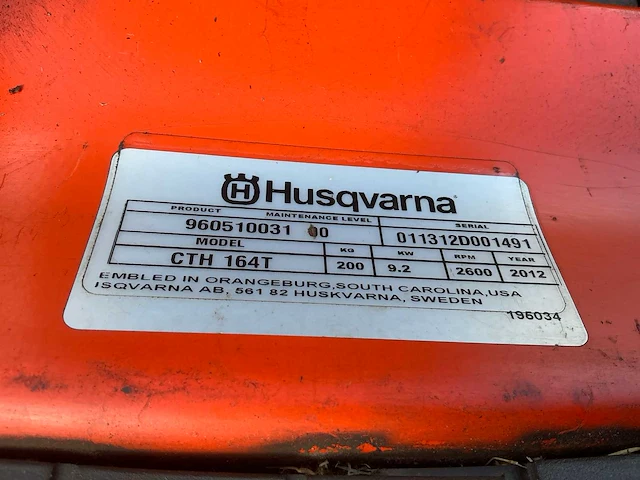 H Husqvarna
PRODUCT MAINTENANCE LEVEL SERIAL
960510031 00 011312D001491
MODEL KG KW RPM YEAR
CTH 164T 200 9.2 2600 2012
EMBLED IN ORANGEBURG,SOUTH CAROLINA,USA
ISQVARNA AB, 561 82 HUSKVARNA, SWEDEN
196034